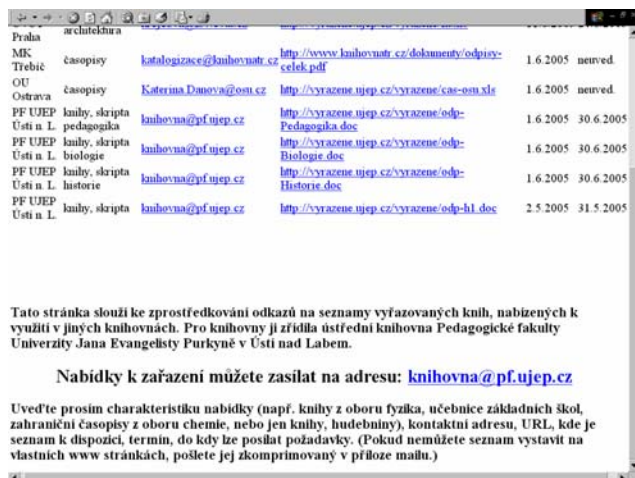 Praha architektura
MK Třebíč časopisy katalogizace@knihovnatr.cz http://www.knihovnatr.cz/dokumenty/odpisy-celek.pdf 1.6.2005 neuved.
OU Ostrava časopisy Katerina.Danova@osu.cz http://vyrazene.ujep.cz/vyrazene/cas-osu.xls 1.6.2005 neuved.
PF UJEP Ústí n. L. knihy, skripta pedagogika knihovna@pf.ujep.cz http://vyrazene.ujep.cz/vyrazene/odp-Pedagogika.doc 1.6.2005 30.6.2005
PF UJEP Ústí n. L. knihy, skripta biologie knihovna@pf.ujep.cz http://vyrazene.ujep.cz/vyrazene/odp-Biologie.doc 1.6.2005 30.6.2005
PF UJEP Ústí n. L. knihy, skripta historie knihovna@pf.ujep.cz http://vyrazene.ujep.cz/vyrazene/odp-Historie.doc 1.6.2005 30.6.2005
PF UJEP Ústí n. L. knihy, skripta knihovna@pf.ujep.cz http://vyrazene.ujep.cz/vyrazene/odp-h1.doc 2.5.2005 31.5.2005
Tato stránka slouží ke zprostředkování odkazů na seznamy vyřazovaných knih, nabízených k
využití v jiných knihovnách. Pro knihovny ji zřídila ústřední knihovna Pedagogické fakulty
Univerzity Jana Evangelisty Purkyně v Ústí nad Labem.
Nabídky k zařazení můžete zasílat na adresu: knihovna@pf.ujep.cz
Uveďte prosím charakteristiku nabídky (např. knihy z oboru fyzika, učebnice základních škol,
zahraniční časopisy z oboru chemie, nebo jen knihy, hudebniny), kontaktní adresu, URL, kde je
seznam k dispozici, termín, do kdy lze posílat požadavky. (Pokud nemůžete seznam vystavit na
vlastních www stránkách, pošlete jej zkomprimovaný v příloze mailu.)